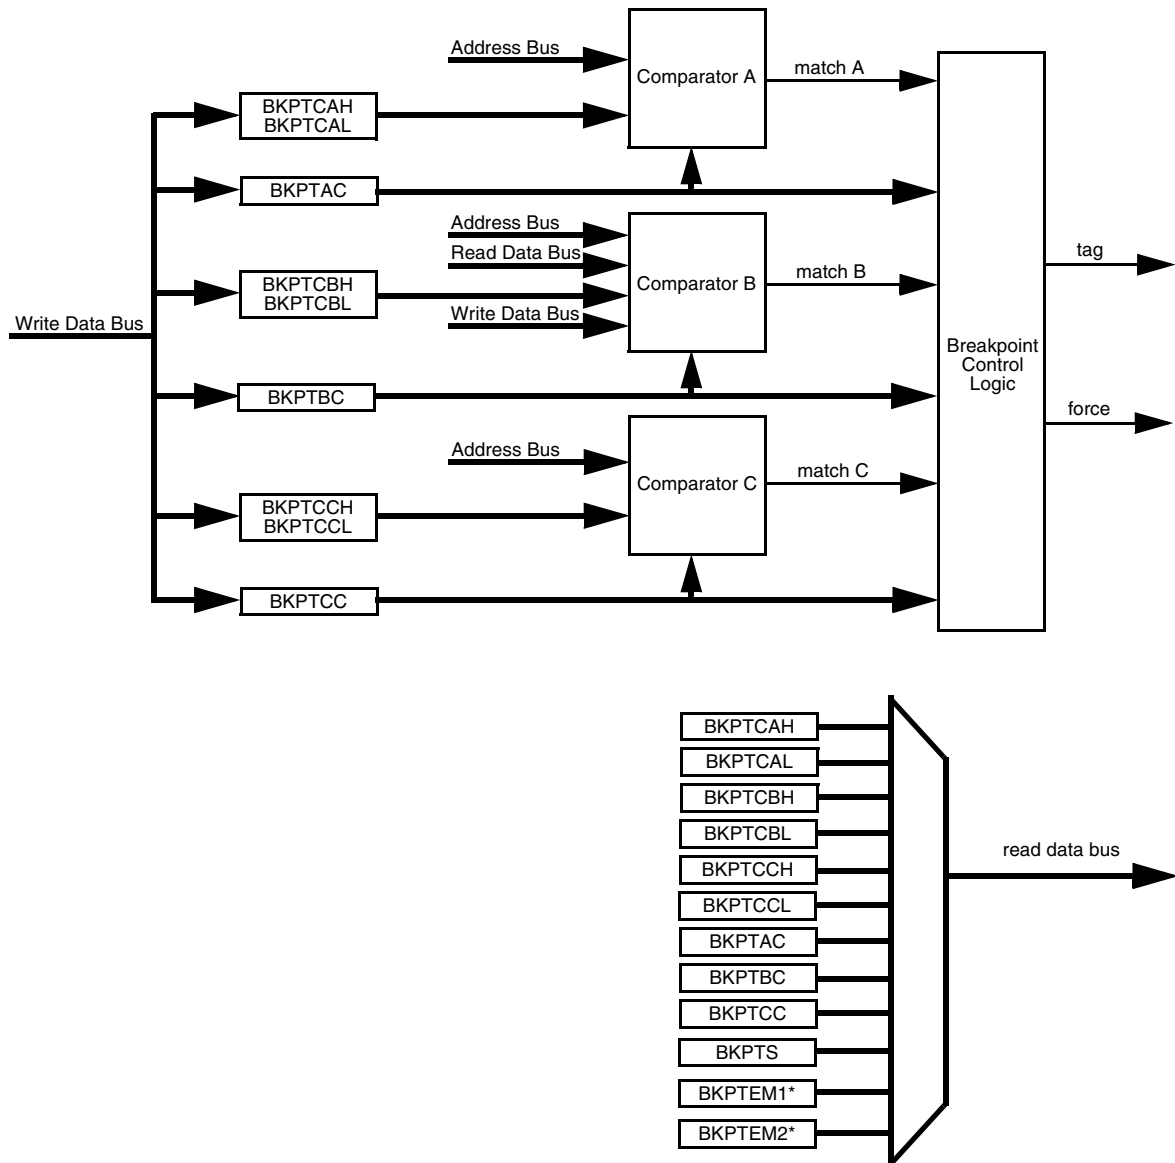 Address Bus
Comparator A
match A
BKPTCAH
BKPTCAL
BKPTAC
Address Bus
Read Data Bus
Comparator B
match B
tag
BKPTCBH
BKPTCBL
Write Data Bus
Write Data Bus
Breakpoint
Control
Logic
BKPTBC
force
Address Bus
Comparator C
match C
BKPTCCH
BKPTCCL
BKPTCC
BKPTCAH
BKPTCAL
BKPTCBH
BKPTCBL
BKPTCCH
BKPTCCL
BKPTAC
BKPTBC
BKPTCC
BKPTS
BKPTEM1*
BKPTEM2*
read data bus